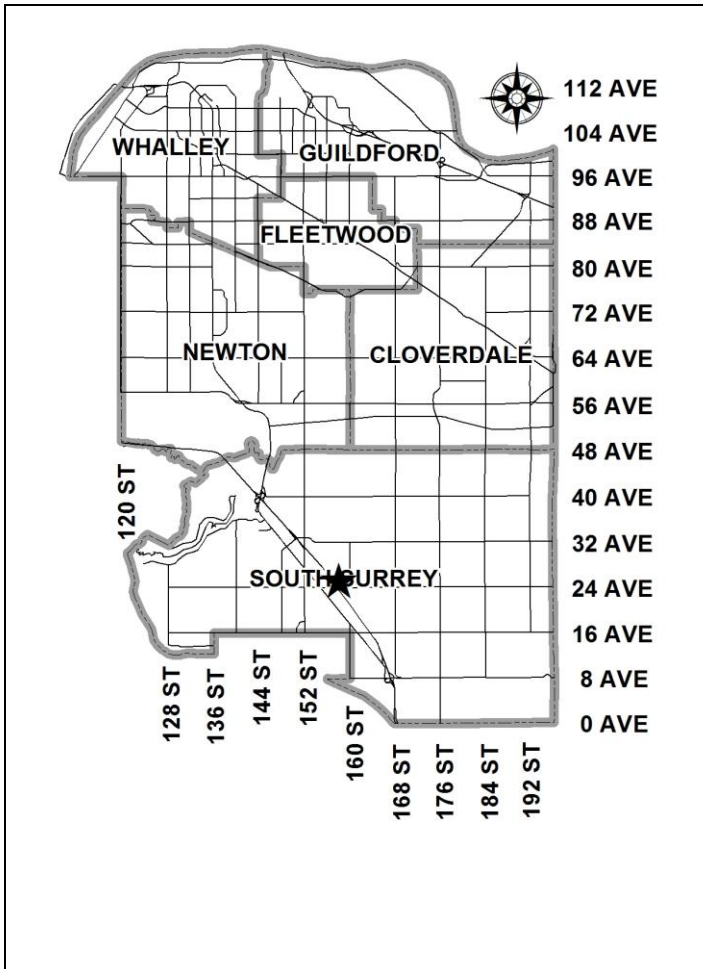 112 AVE
104 AVE
WHALLEY
GUILDFORD
96 AVE
88 AVE
FLEETWOOD
80 AVE
72 AVE
NEWTON
CLOVERDALE
64 AVE
56 AVE
48 AVE
120 ST
40 AVE
32 AVE
SOUTH SURREY
24 AVE
16 AVE
8 AVE
128 ST
136 ST
144 ST
152 ST
160 ST
0 AVE
168 ST
176 ST
184 ST
192 ST